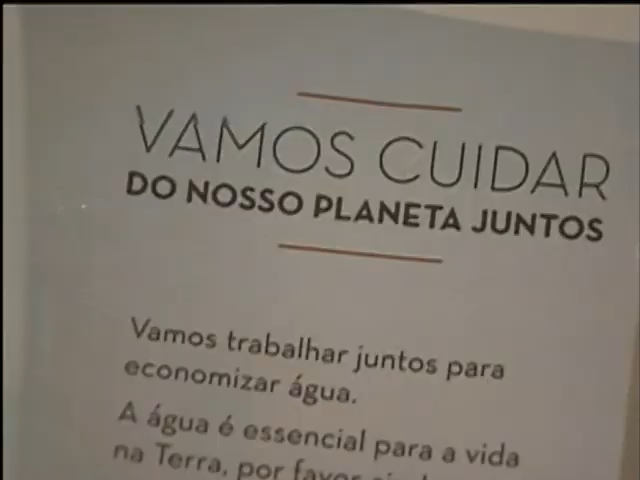 VAMOS CUIDAR
DO NOSSO PLANETA JUNTOS
Vamos trabalhar juntos para
economizar água.
A água é essencial para a vida
na Terra, por favor